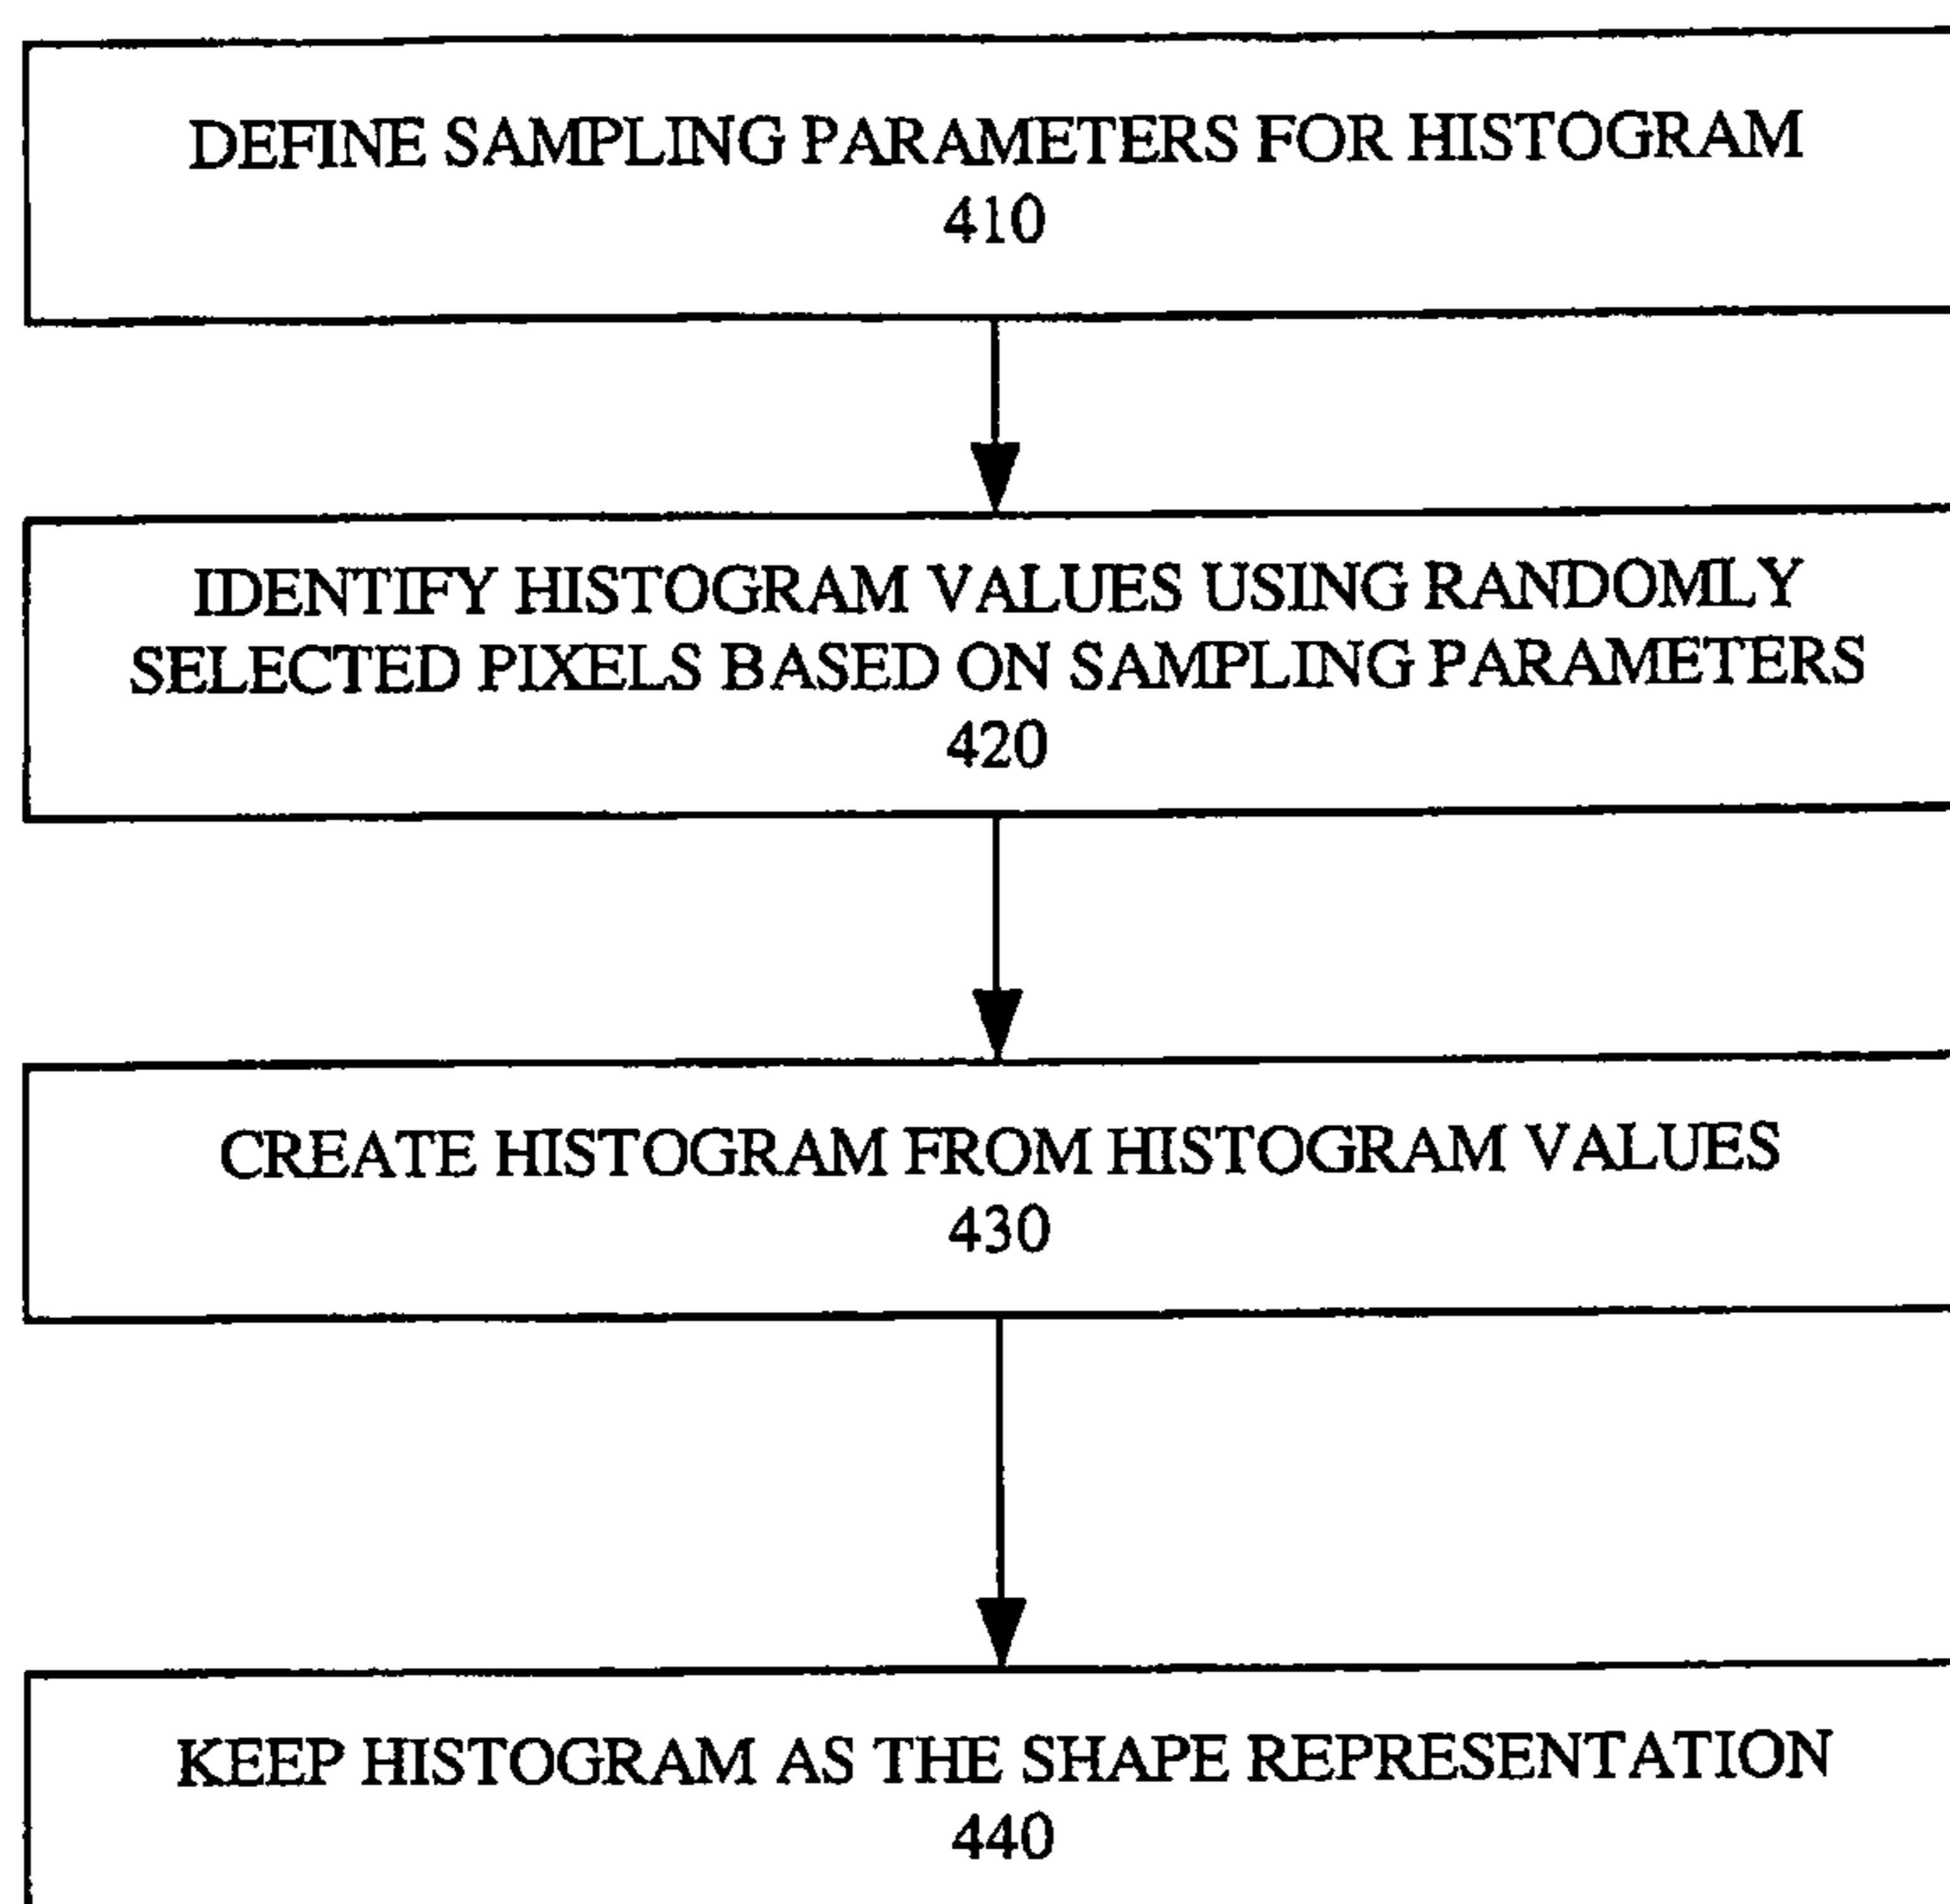 DEFINE SAMPLING PARAMETERS FOR HISTOGRAM
410
IDENTIFY HISTOGRAM VALUES USING RANDOMLY
SELECTED PIXELS BASED ON SAMPLING PARAMETERS
420
CREATE HISTOGRAM FROM HISTOGRAM VALUES
430
KEEP HISTOGRAM AS THE SHAPE REPRESENTATION
440